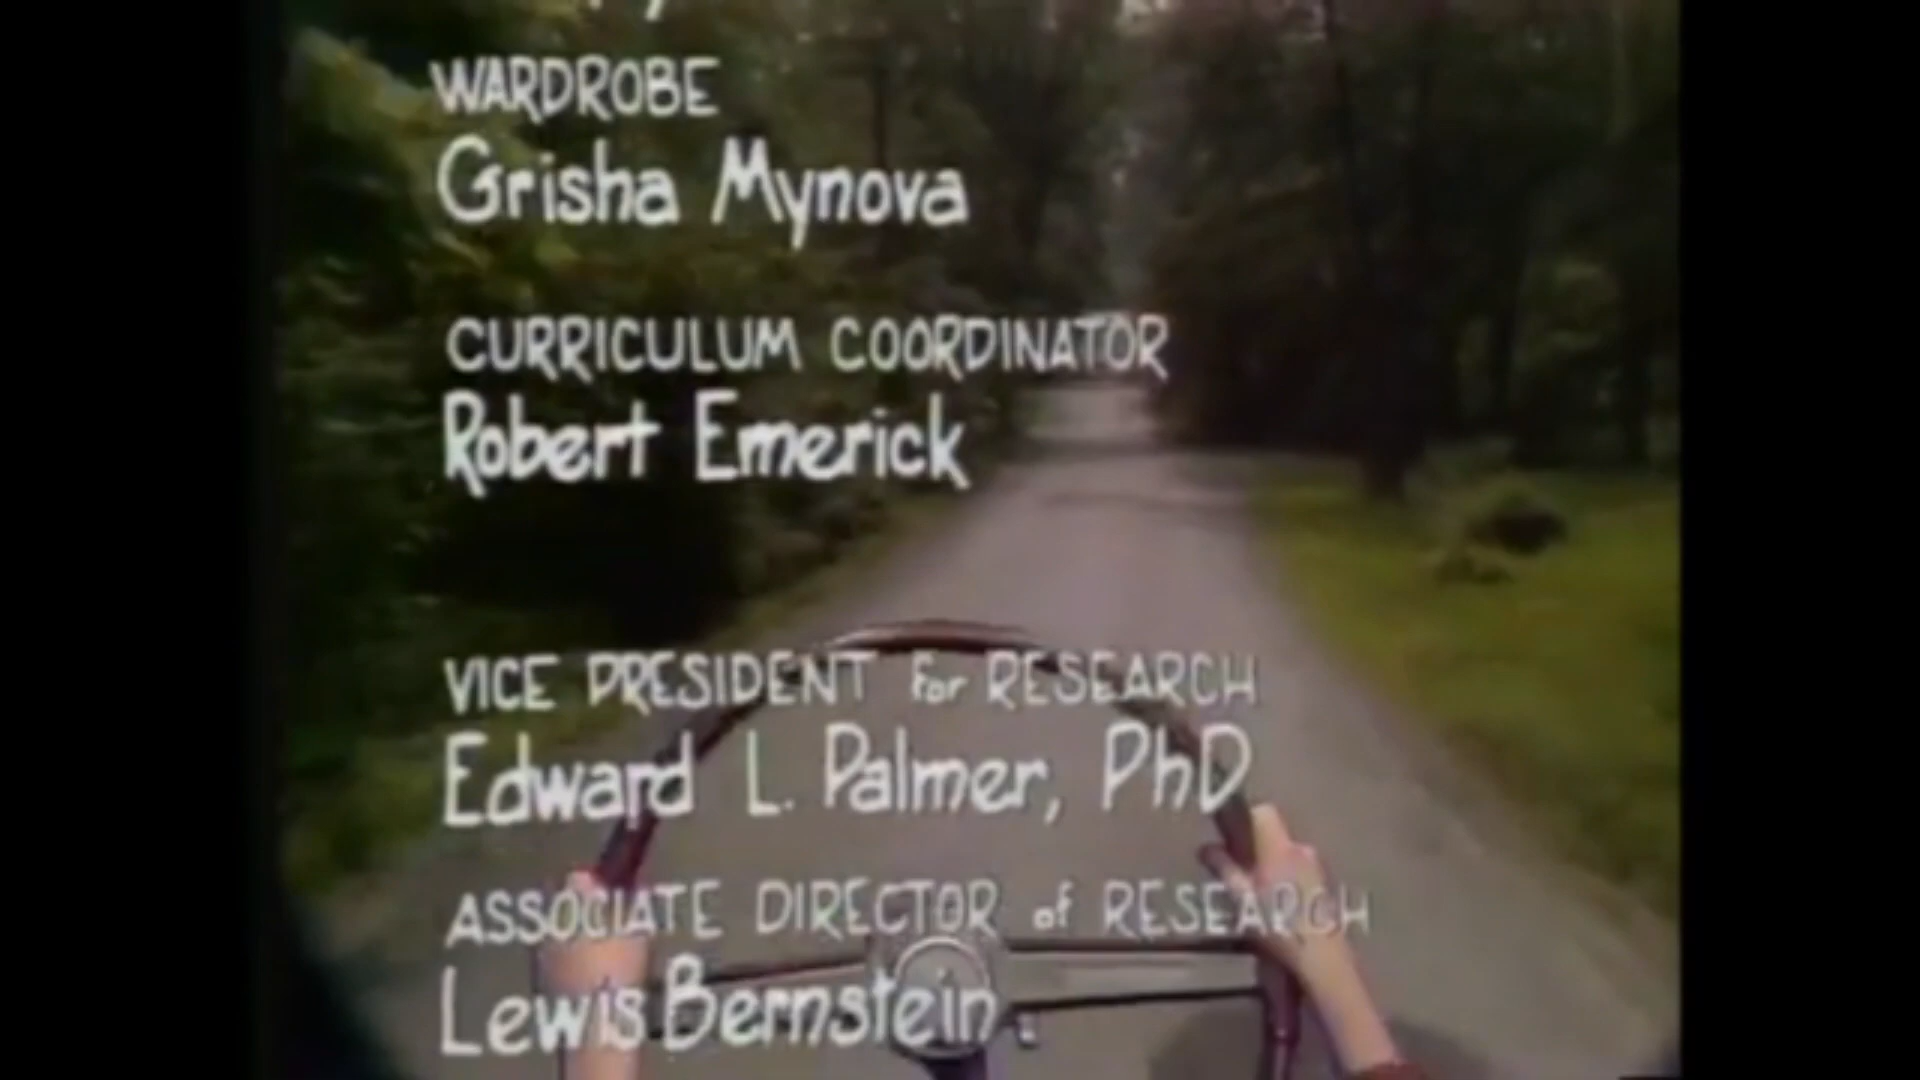 WARDROBE
Grisha Mynova
CURRICULUM COORDINATOR
Robert Emerick
VICE PRESIDENT for RESEARCH
Edward L. Palmer, PhD
ASSOCIATE DIRECTOR of RESEARCH
Lewis Bernstein